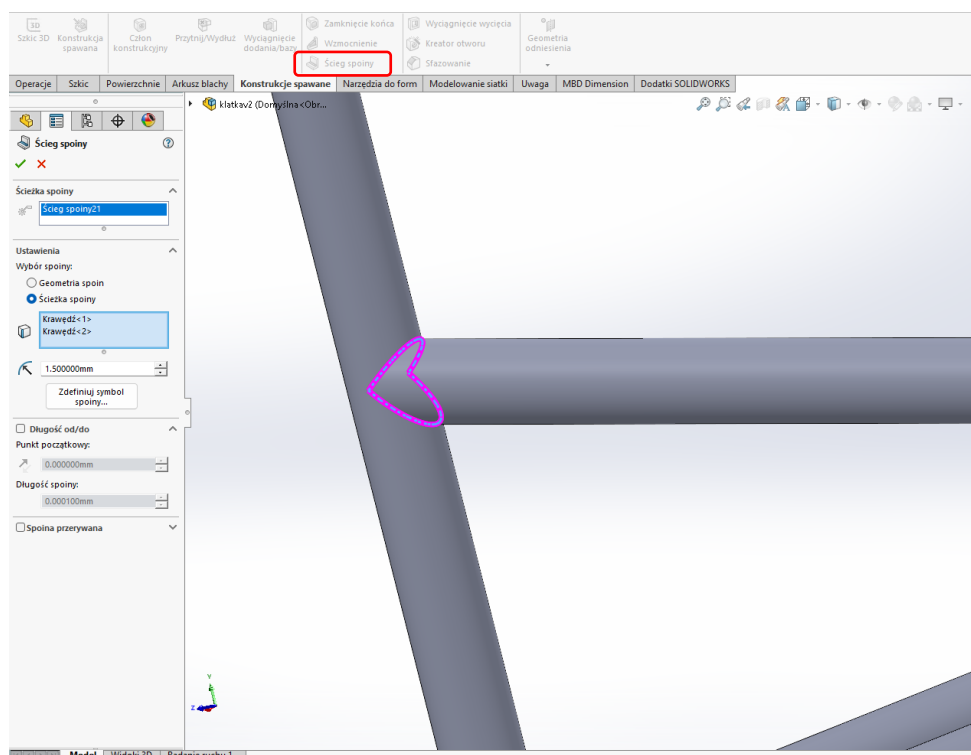 3D
Szkic 3D
Konstrukcja
spawana
Człon
konstrukcyjny
Przytnij/Wydłuż
Wyciągnięcie
dodania/bazy
Zamknięcie końca
Wzmocnienie
Ścieg spoiny
Wyciągnięcie wycięcia
Kreator otworu
Sfazowanie
Geometria
odniesienia
Operacje
Szkic
Powierzchnie
Arkusz blachy
Konstrukcje spawane
Narzędzia do form
Modelowanie siatki
Uwaga
MBD Dimension
Dodatki SOLIDWORKS
klatkav2 (Domyślna<Obr...
Ścieg spoiny
Ścieżka spoiny
Ścieg spoiny21
Ustawienia
Wybór spoiny:
Geometria spoin
Ścieżka spoiny
Krawędź<1>
Krawędź<2>
1.500000mm
Zdefiniuj symbol
spoiny...
Długość od/do
Punkt początkowy:
0.000000mm
Długość spoiny:
0.000100mm
Spoina przerywana
Y
Z
Model
Widoki 3D